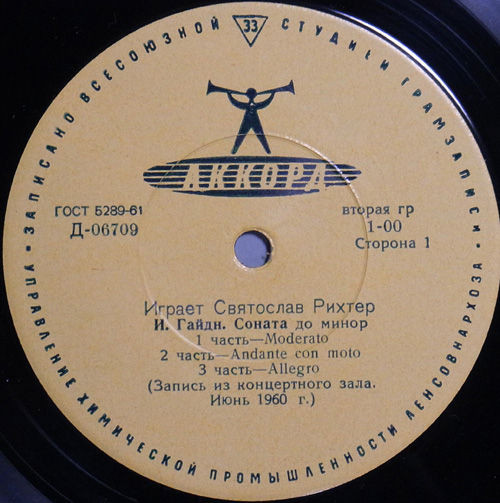 ЗАПИСАНО ВСЕСОЮЗНОЙ СТУДИЕЙ ГРАМЗАПИСИ
33
АККОРД
ГОСТ 5289-61
Д-06709
вторая гр
1-00
Сторона 1
Играет Святослав Рихтер
И. Гайдн. Соната до минор
1 часть—Moderato
2 часть—Andante con moto
3 часть—Allegro
(Запись из концертного зала.
Июнь 1960 г.)
УПРАВЛЕНИЕ ХИМИЧЕСКОЙ ПРОМЫШЛЕННОСТИ ЛЕНСОВНАРХОЗА